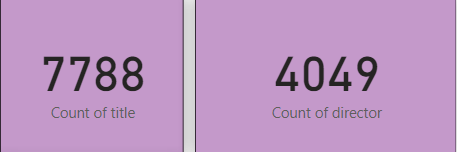 7788
Count of title
4049
Count of director